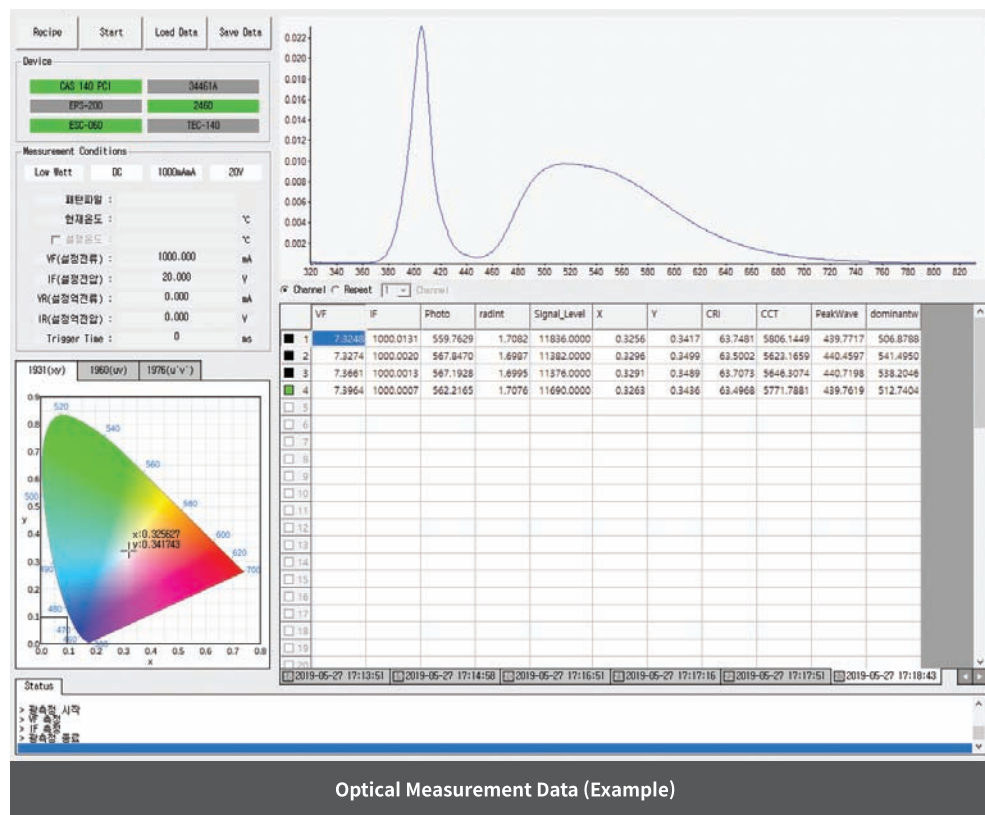 Recipe Start Load Data Save Data
Device
CAS 140 PCI 34461A
EPS-200 2460
ESC-060 TEC-140
Measurement Conditions
Low Watt DC 1000mAmA 20V
패턴파일 :
현재온도 : ℃
설정온도 : ℃
VF(설정전류) : 1000.000 mA
IF(설정전압) : 20.000 V
VR(설정역전류) : 0.000 mA
IR(설정역전압) : 0.000 V
Trigger Time : 0 ms
0.022
0.020
0.018
0.016
0.014
0.012
0.010
0.008
0.006
0.004
0.002
320 340 360 380 400 420 440 460 480 500 520 540 560 580 600 620 640 660 680 700 720 740 760 780 800 820
Channel Repeat 1 Channel
VF IF Photo radInt Signal_Level X Y CRI CCT PeakWave dominantw
1 7.3248 1000.0131 559.7629 1.7082 11836.0000 0.3256 0.3417 63.7481 5806.1449 439.7717 506.8788
2 7.3274 1000.0020 567.8470 1.6987 11382.0000 0.3296 0.3499 63.5002 5623.1659 440.4597 541.4950
3 7.3661 1000.0013 567.1928 1.6995 11376.0000 0.3291 0.3489 63.7073 5646.3074 440.7198 538.2046
4 7.3964 1000.0007 562.2165 1.7076 11690.0000 0.3263 0.3436 63.4968 5771.7881 439.7619 512.7404
5
6
7
8
9
10
11
12
13
14
15
16
17
18
19
20
2019-05-27 17:13:51 2019-05-27 17:14:58 2019-05-27 17:16:51 2019-05-27 17:17:16 2019-05-27 17:17:51 2019-05-27 17:18:43
1931(xy) 1960(uv) 1976(u'v')
0.9
0.8
0.7
0.6
0.5
y
0.4
0.3
0.2
0.1
0.0
520
540
560
500
580
600
620
490
700
480
470
x:0.325627
y:0.341743
0.0 0.1 0.2 0.3 0.4 0.5 0.6 0.7 0.8
x
Status
> 광측정 시작
> VF 측정
> IF 측정
> 광측정 종료
Optical Measurement Data (Example)